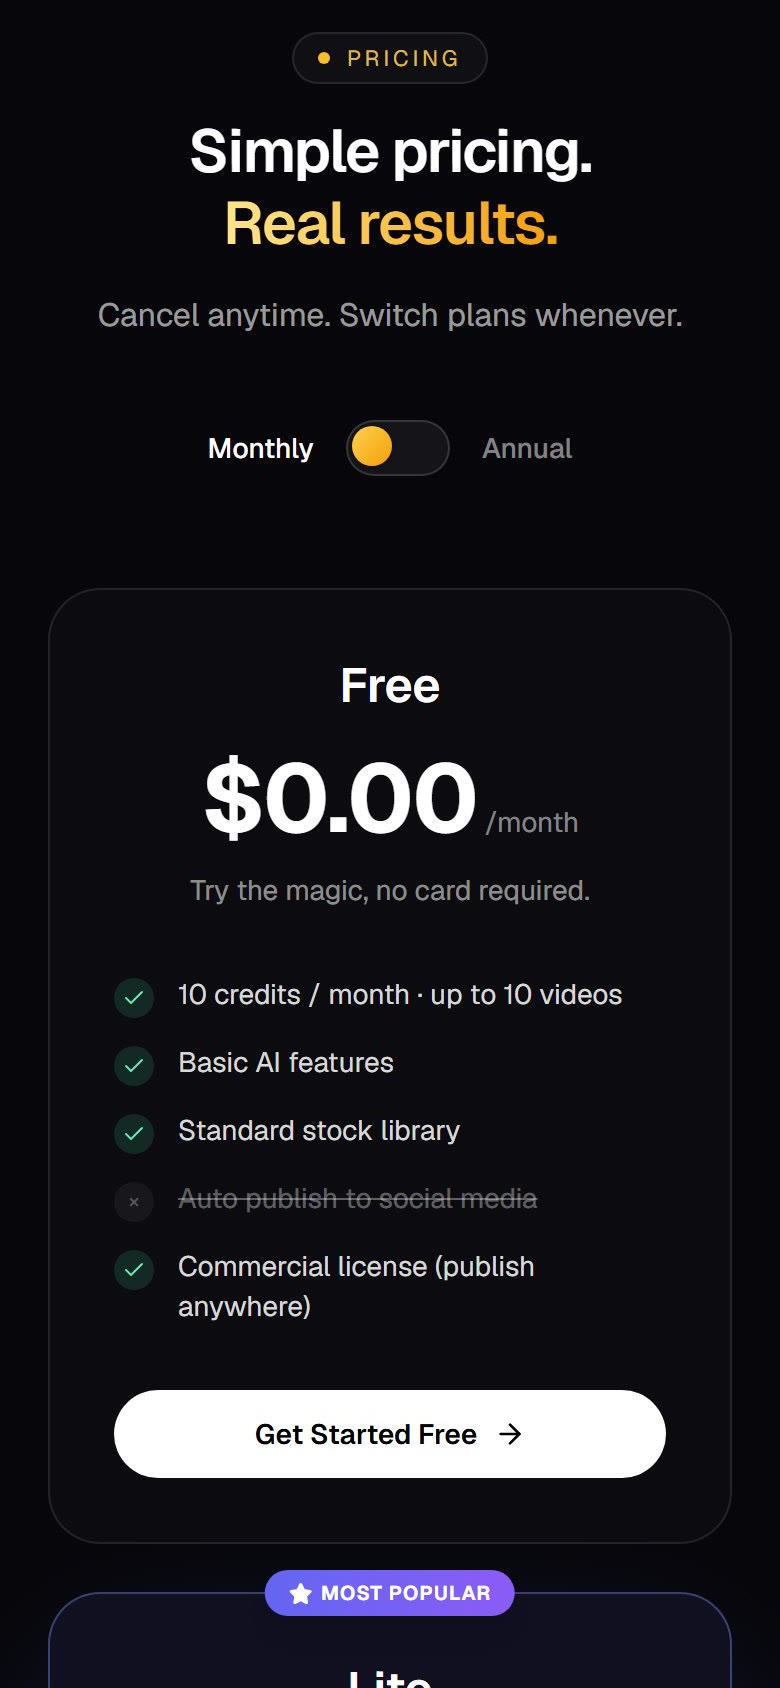 PRICING
Simple pricing.
Real results.
Cancel anytime. Switch plans whenever.
Monthly
Annual
Free
$0.00 /month
Try the magic, no card required.
10 credits / month · up to 10 videos
Basic AI features
Standard stock library
Auto publish to social media
Commercial license (publish
anywhere)
Get Started Free →
MOST POPULAR
Lite